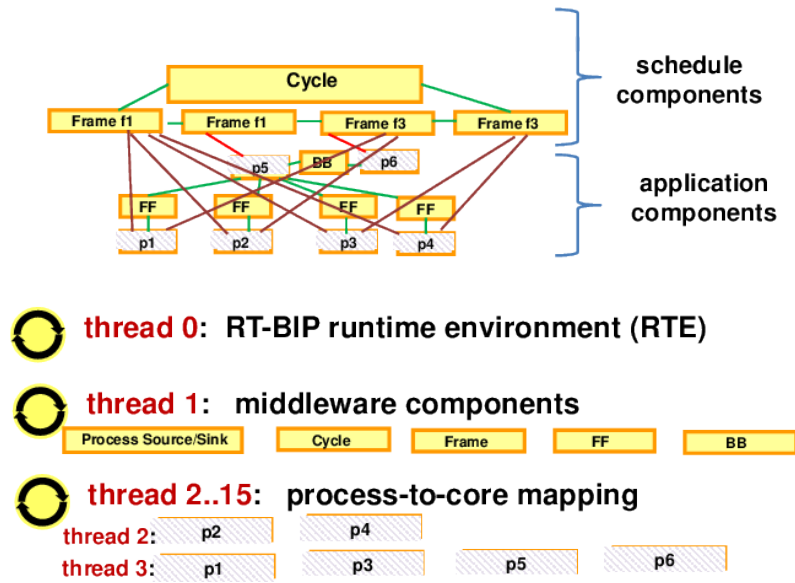 Cycle
schedule
components
Frame f1
Frame f1
Frame f3
Frame f3
p5
BB
p6
application
components
FF
FF
FF
FF
p1
p2
p3
p4
thread 0: RT-BIP runtime environment (RTE)
thread 1: middleware components
Process Source/Sink
Cycle
Frame
FF
BB
thread 2..15: process-to-core mapping
thread 2:
p2
p4
thread 3:
p1
p3
p5
p6